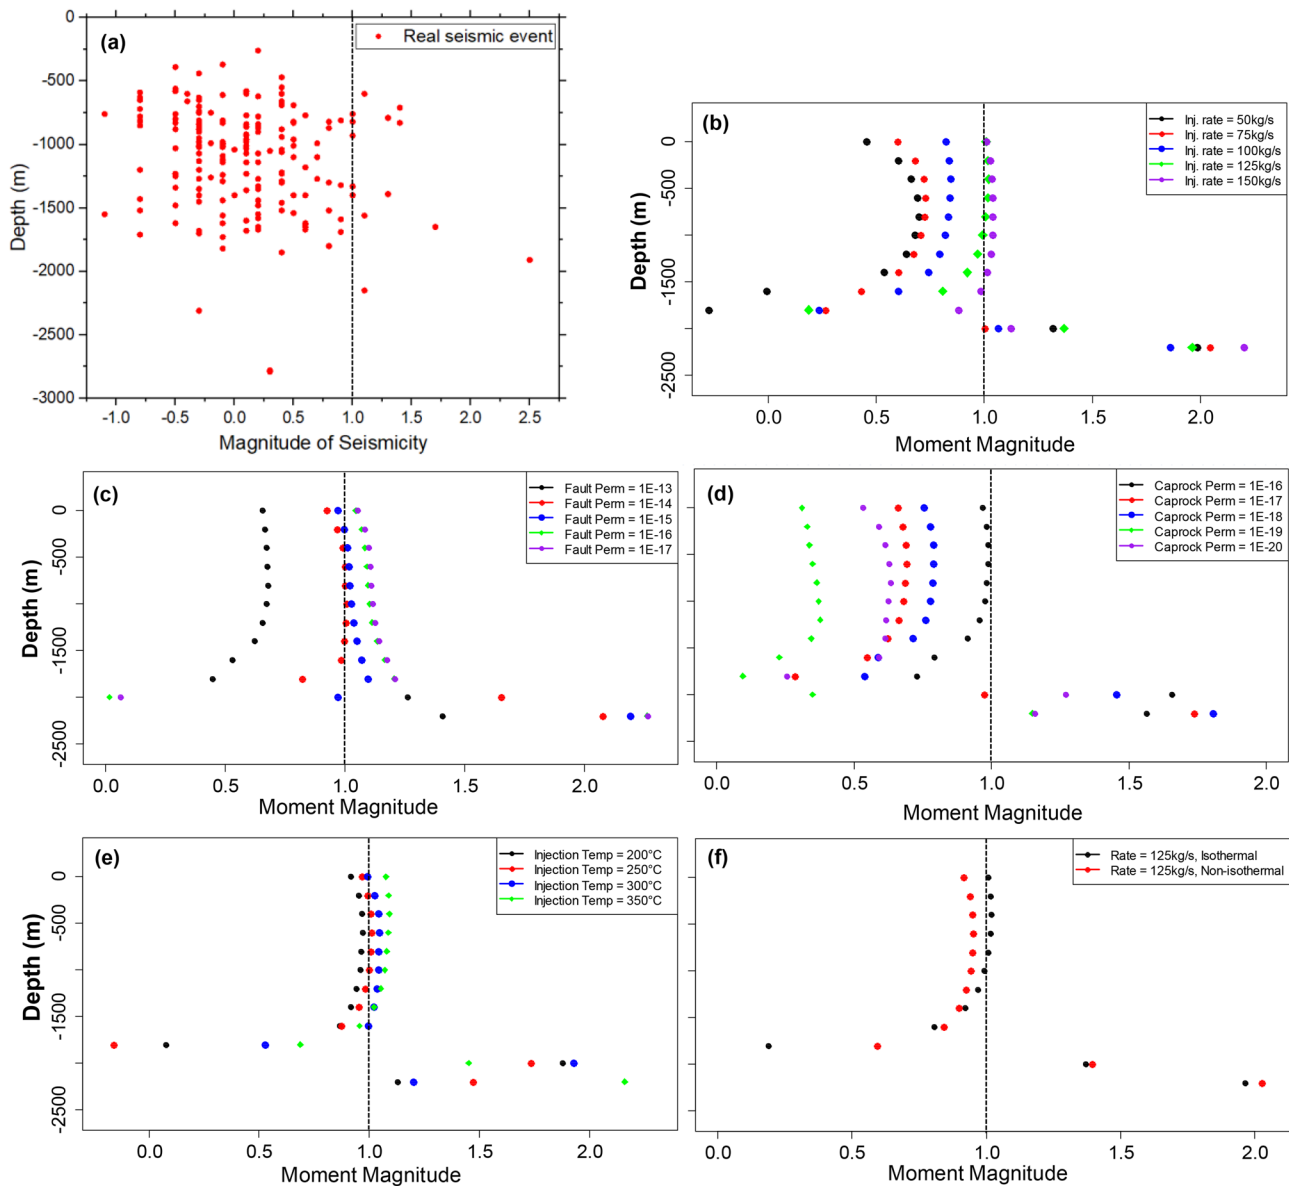 (a)
Real seismic event
0
-500
-1000
-1500
-2000
-2500
-3000
Depth (m)
-1.0 -0.5 0.0 0.5 1.0 1.5 2.0 2.5
Magnitude of Seismicity
(b)
Inj. rate = 50kg/s
Inj. rate = 75kg/s
Inj. rate = 100kg/s
Inj. rate = 125kg/s
Inj. rate = 150kg/s
0
-500
-1500
-2500
Depth (m)
0.0 0.5 1.0 1.5 2.0
Moment Magnitude
(c)
Fault Perm = 1E-13
Fault Perm = 1E-14
Fault Perm = 1E-15
Fault Perm = 1E-16
Fault Perm = 1E-17
0
-500
-1500
-2500
Depth (m)
0.0 0.5 1.0 1.5 2.0
Moment Magnitude
(d)
Caprock Perm = 1E-16
Caprock Perm = 1E-17
Caprock Perm = 1E-18
Caprock Perm = 1E-19
Caprock Perm = 1E-20
0.0 0.5 1.0 1.5 2.0
Moment Magnitude
(e)
Injection Temp = 200°C
Injection Temp = 250°C
Injection Temp = 300°C
Injection Temp = 350°C
0
-500
-1500
-2500
Depth (m)
0.0 0.5 1.0 1.5 2.0
Moment Magnitude
(f)
Rate = 125kg/s, Isothermal
Rate = 125kg/s, Non-isothermal
0.0 0.5 1.0 1.5 2.0
Moment Magnitude